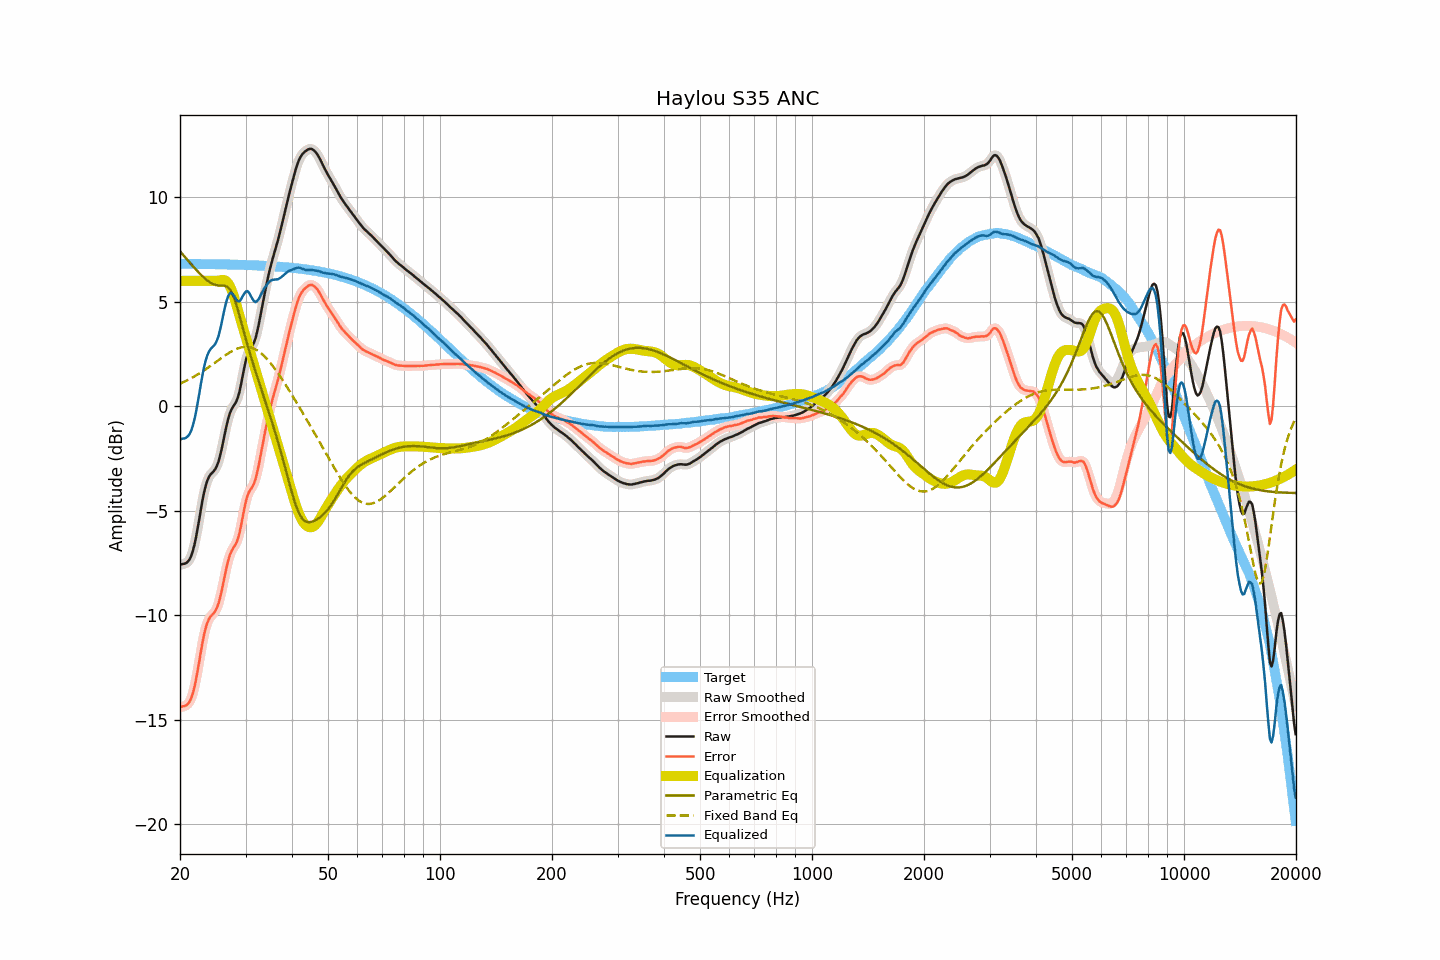 Haylou S35 ANC
Amplitude (dBr)
10
5
0
−5
−10
−15
−20
Target
Raw Smoothed
Error Smoothed
Raw
Error
Equalization
Parametric Eq
Fixed Band Eq
Equalized
20 50 100 200 500 1000 2000 5000 10000 20000
Frequency (Hz)